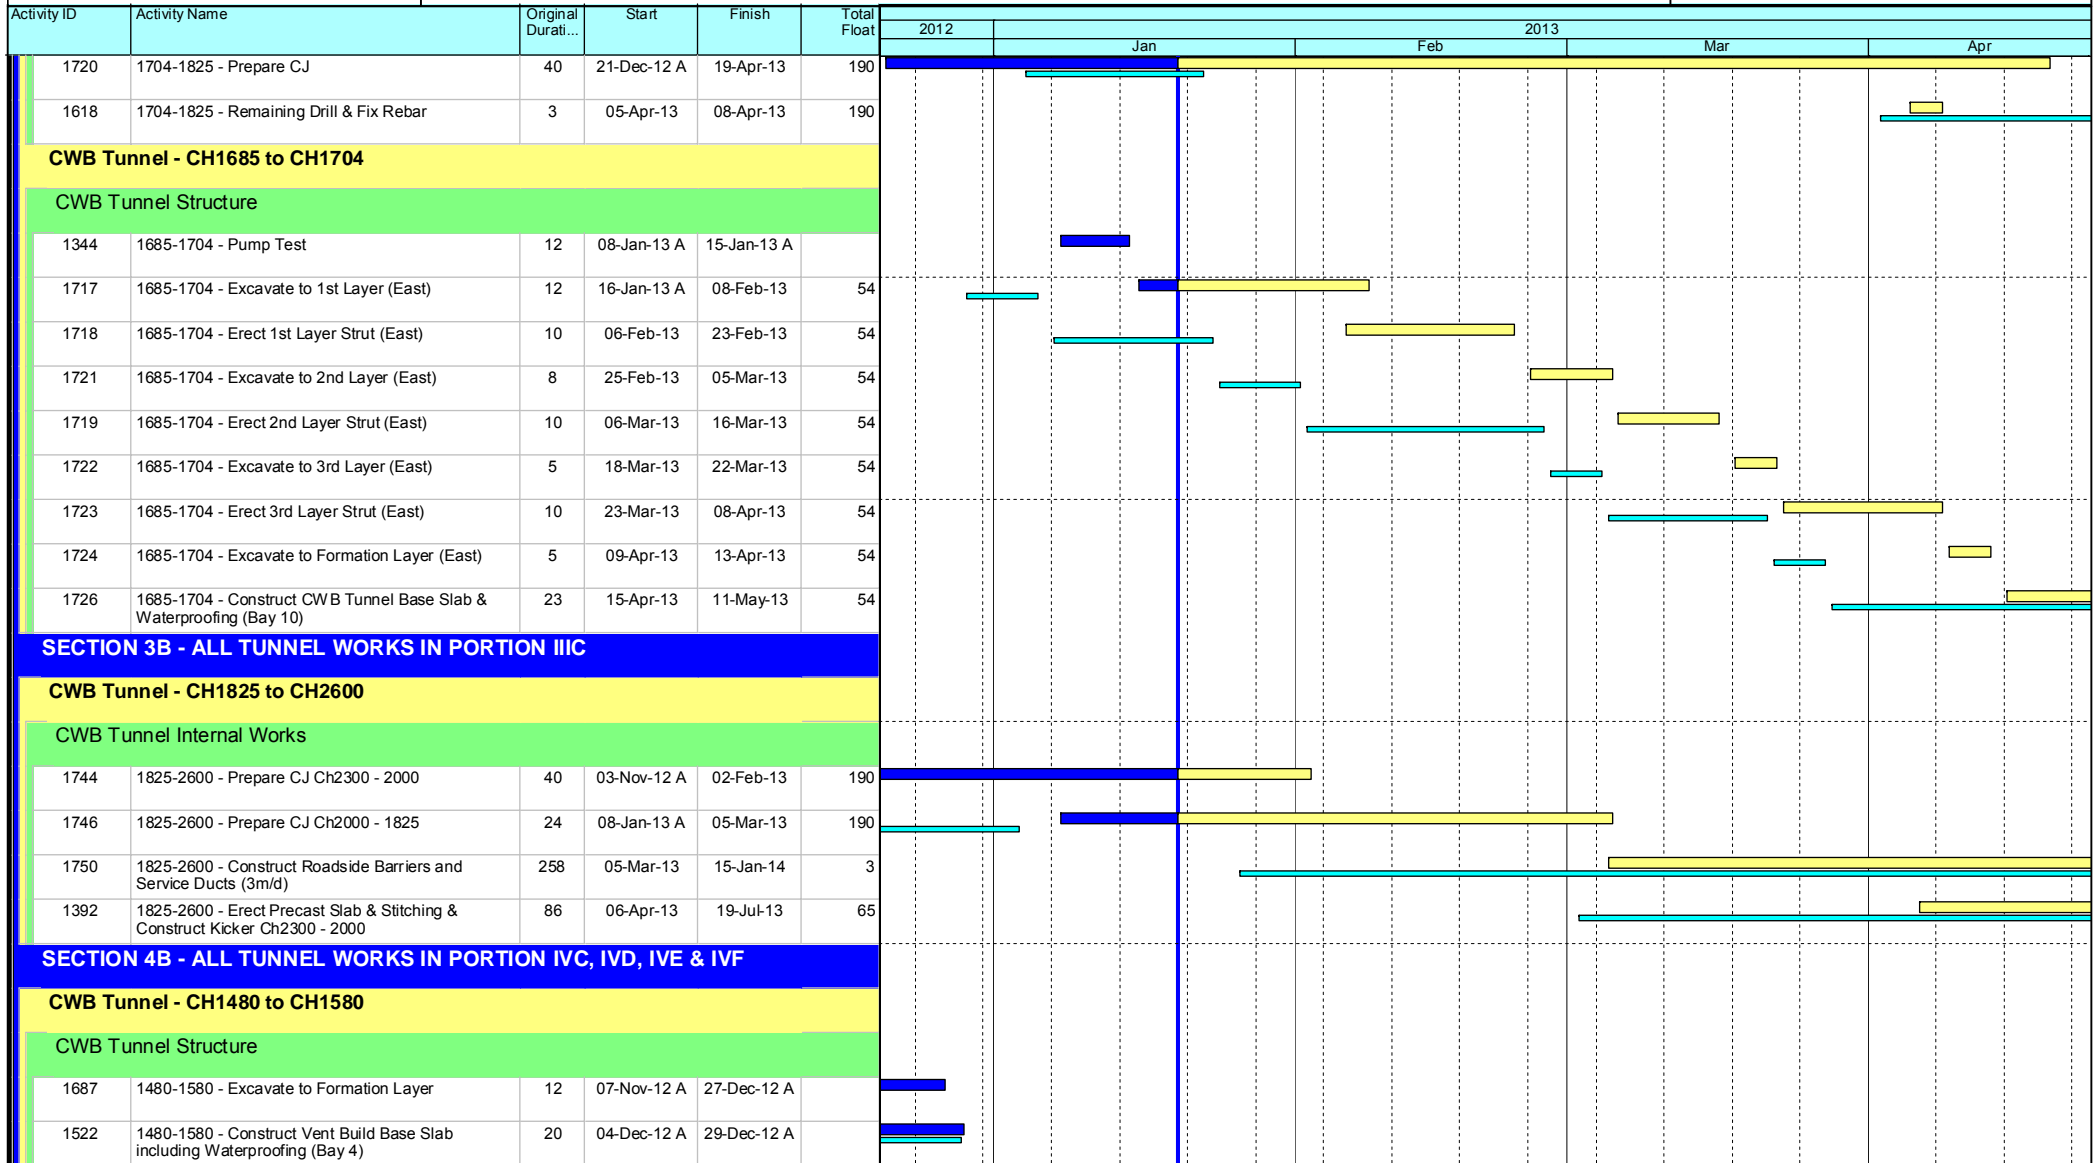 Activity ID Activity Name Original Start Finish Total
Durati... Float
2012 2013
Jan Feb Mar Apr
1720 1704-1825 - Prepare CJ 40 21-Dec-12 A 19-Apr-13 190
1618 1704-1825 - Remaining Drill & Fix Rebar 3 05-Apr-13 08-Apr-13 190
CWB Tunnel - CH1685 to CH1704
CWB Tunnel Structure
1344 1685-1704 - Pump Test 12 08-Jan-13 A 15-Jan-13 A
1717 1685-1704 - Excavate to 1st Layer (East) 12 16-Jan-13 A 08-Feb-13 54
1718 1685-1704 - Erect 1st Layer Strut (East) 10 06-Feb-13 23-Feb-13 54
1721 1685-1704 - Excavate to 2nd Layer (East) 8 25-Feb-13 05-Mar-13 54
1719 1685-1704 - Erect 2nd Layer Strut (East) 10 06-Mar-13 16-Mar-13 54
1722 1685-1704 - Excavate to 3rd Layer (East) 5 18-Mar-13 22-Mar-13 54
1723 1685-1704 - Erect 3rd Layer Strut (East) 10 23-Mar-13 08-Apr-13 54
1724 1685-1704 - Excavate to Formation Layer (East) 5 09-Apr-13 13-Apr-13 54
1726 1685-1704 - Construct CWB Tunnel Base Slab & 23 15-Apr-13 11-May-13 54
Waterproofing (Bay 10)
SECTION 3B - ALL TUNNEL WORKS IN PORTION IIIC
CWB Tunnel - CH1825 to CH2600
CWB Tunnel Internal Works
1744 1825-2600 - Prepare CJ Ch2300 - 2000 40 03-Nov-12 A 02-Feb-13 190
1746 1825-2600 - Prepare CJ Ch2000 - 1825 24 08-Jan-13 A 05-Mar-13 190
1750 1825-2600 - Construct Roadside Barriers and 258 05-Mar-13 15-Jan-14 3
Service Ducts (3m/d)
1392 1825-2600 - Erect Precast Slab & Stitching & 86 06-Apr-13 19-Jul-13 65
Construct Kicker Ch2300 - 2000
SECTION 4B - ALL TUNNEL WORKS IN PORTION IVC, IVD, IVE & IVF
CWB Tunnel - CH1480 to CH1580
CWB Tunnel Structure
1687 1480-1580 - Excavate to Formation Layer 12 07-Nov-12 A 27-Dec-12 A
1522 1480-1580 - Construct Vent Build Base Slab 20 04-Dec-12 A 29-Dec-12 A
including Waterproofing (Bay 4)